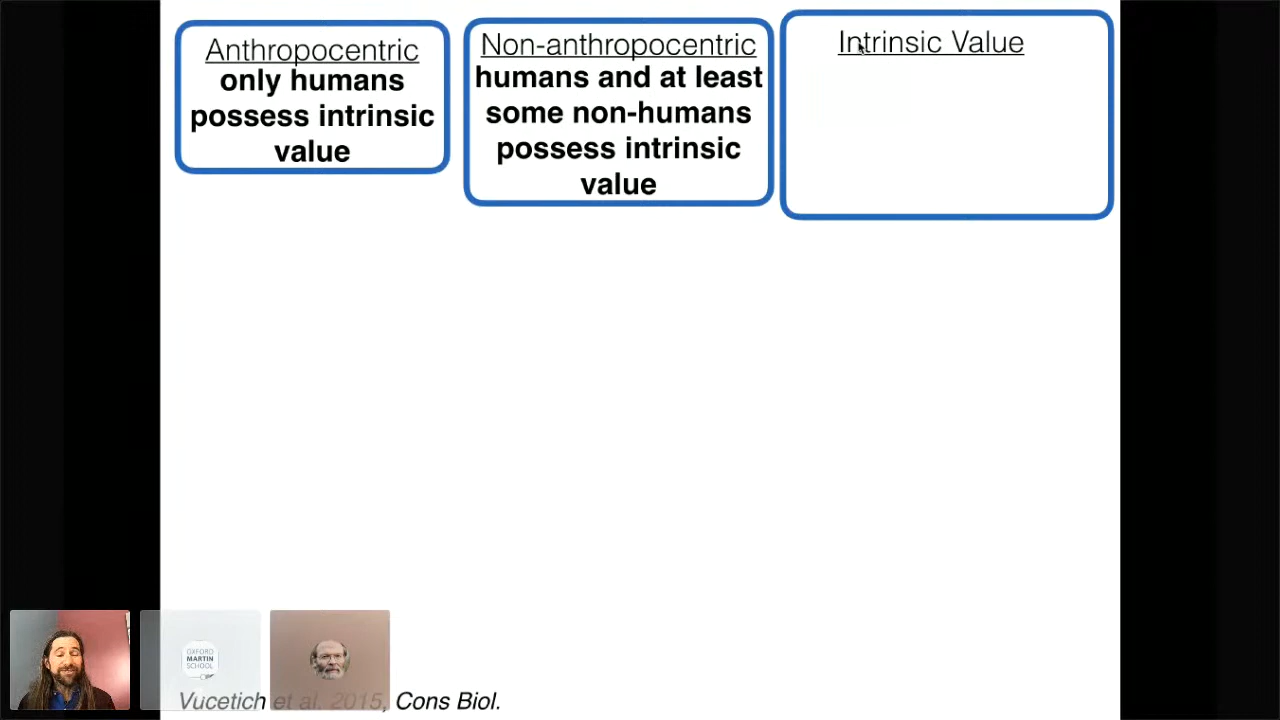 Anthropocentric
only humans
possess intrinsic
value
Non-anthropocentric
humans and at least
some non-humans
possess intrinsic
value
Intrinsic Value
OXFORD
MARTIN
SCHOOL
Vucetich et al. 2015, Cons Biol.